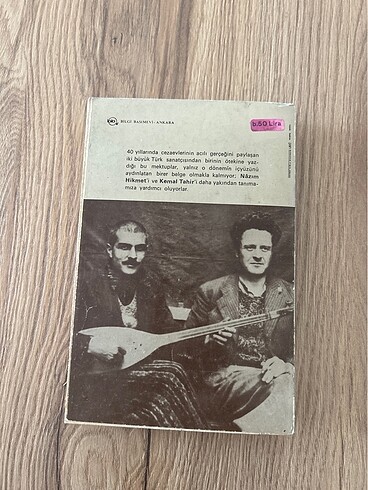 BİLGİ BASIMEVİ - ANKARA
6.50 Lira
40 yıllarında cezaevlerinin acılı gerçeğini paylaşan
iki büyük Türk sanatçısından birinin ötekine yaz-
dığı bu mektuplar, yalnız o dönemin içyüzünü
aydınlatan birer belge olmakla kalmıyor; Nâzım
Hikmet'i ve Kemal Tahir'i daha yakından tanıma-
mıza yardımcı oluyorlar.